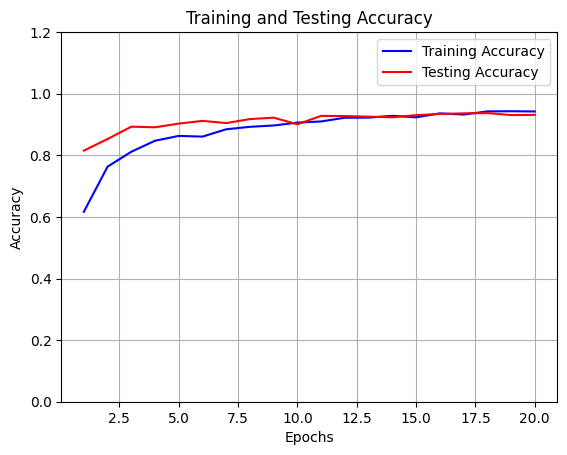 Training and Testing Accuracy
Training Accuracy
Testing Accuracy
Accuracy
1.2
1.0
0.8
0.6
0.4
0.2
0.0
2.5 5.0 7.5 10.0 12.5 15.0 17.5 20.0
Epochs